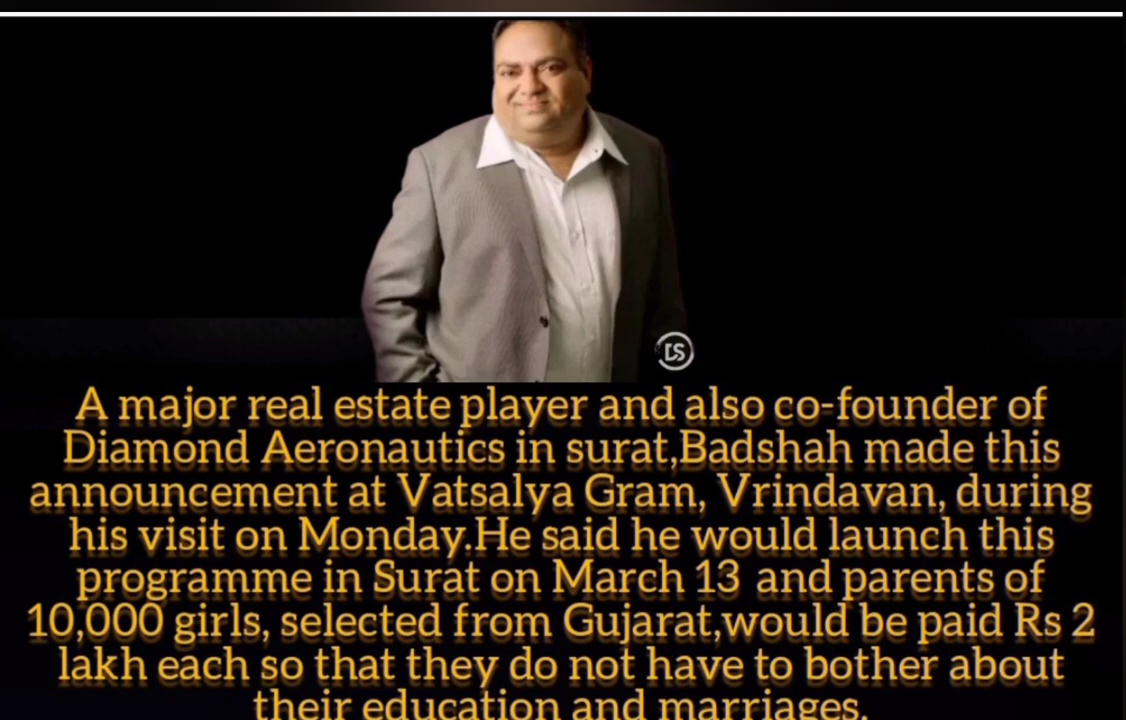 DS
A major real estate player and also co-founder of
Diamond Aeronautics in surat,Badshah made this
announcement at Vatsalya Gram, Vrindavan, during
his visit on Monday.He said he would launch this
programme in Surat on March 13 and parents of
10,000 girls, selected from Gujarat,would be paid Rs 2
lakh each so that they do not have to bother about
their education and marriages.